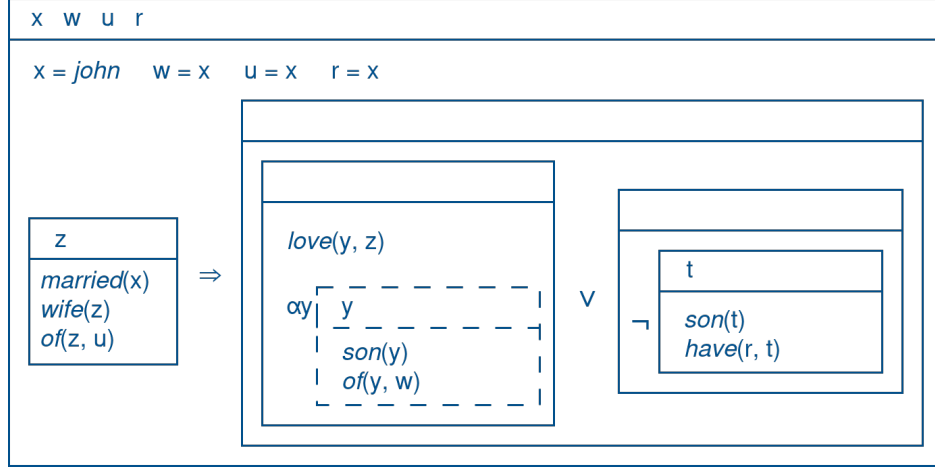 x w u r
x = john w = x u = x r = x
z
married(x)
wife(z)
of(z, u)
⇒
love(y, z)
αy
y
son(y)
of(y, w)
∨
¬
t
son(t)
have(r, t)